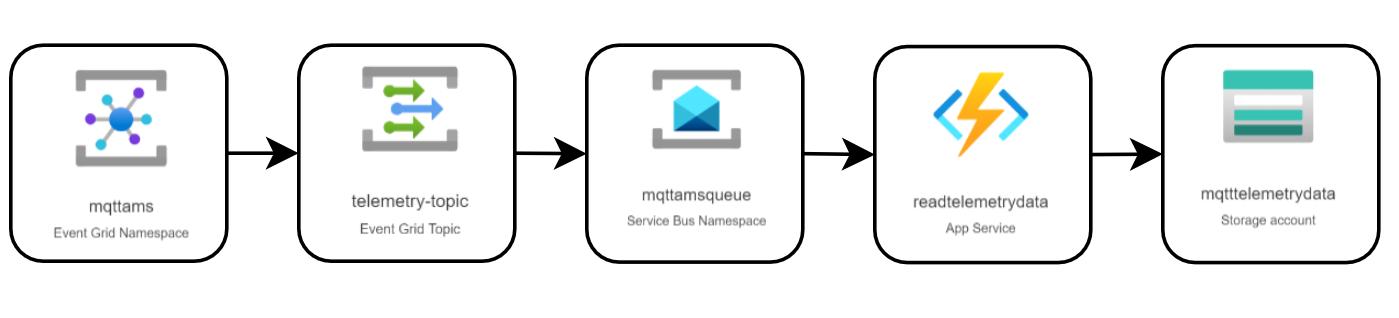 mqttams
Event Grid Namespace
telemetry-topic
Event Grid Topic
mqttamsqueue
Service Bus Namespace
readtelemetrydata
App Service
mqtttelemetrydata
Storage account